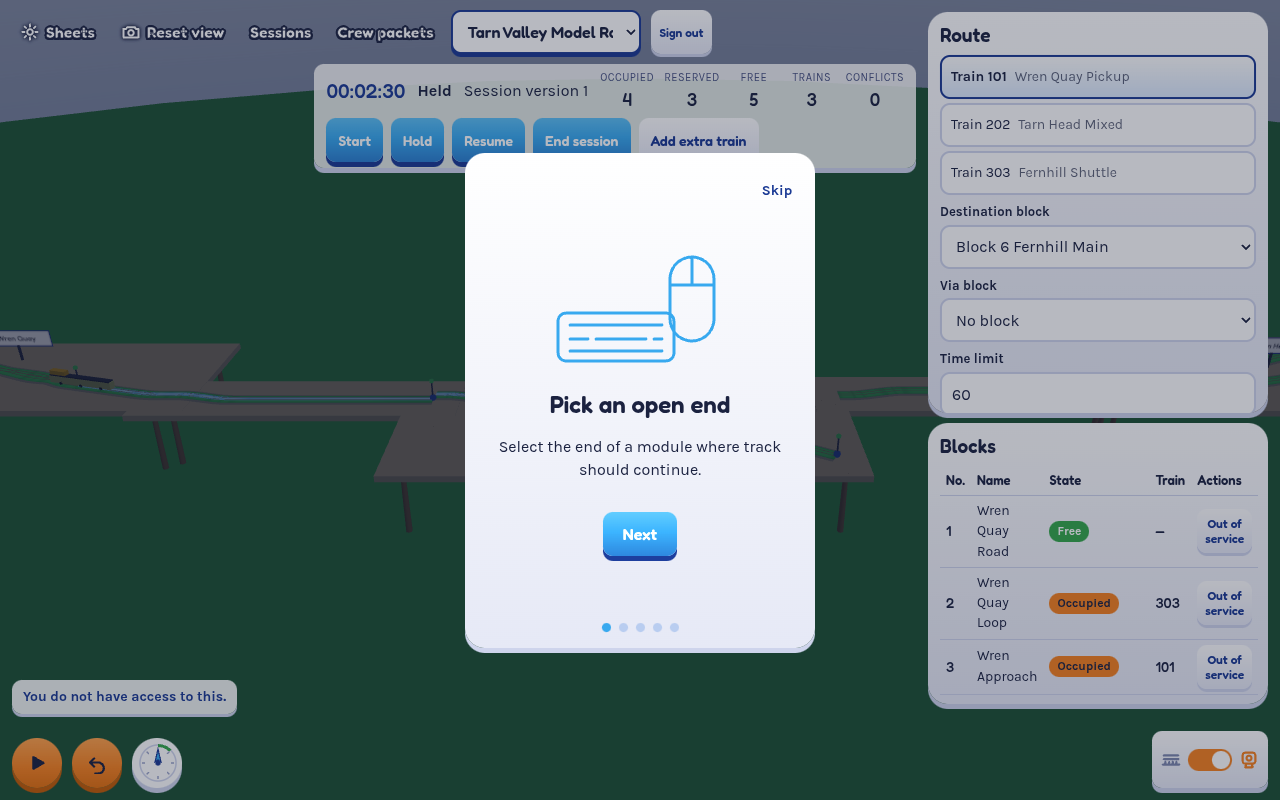 Sheets
Reset view
Sessions
Crew packets
Tarn Valley Model Ro
Sign out
00:02:30 Held Session version 1
OCCUPIED 4
RESERVED 3
FREE 5
TRAINS 3
CONFLICTS 0
Start
Hold
Resume
End session
Add extra train
Skip
Pick an open end
Select the end of a module where track
should continue.
Next
Route
Train 101 Wren Quay Pickup
Train 202 Tarn Head Mixed
Train 303 Fernhill Shuttle
Destination block
Block 6 Fernhill Main
Via block
No block
Time limit
60
Blocks
No. Name State Train Actions
1 Wren Quay Road Free – Out of service
2 Wren Quay Loop Occupied 303 Out of service
3 Wren Approach Occupied 101 Out of service
Wren Quay
You do not have access to this.